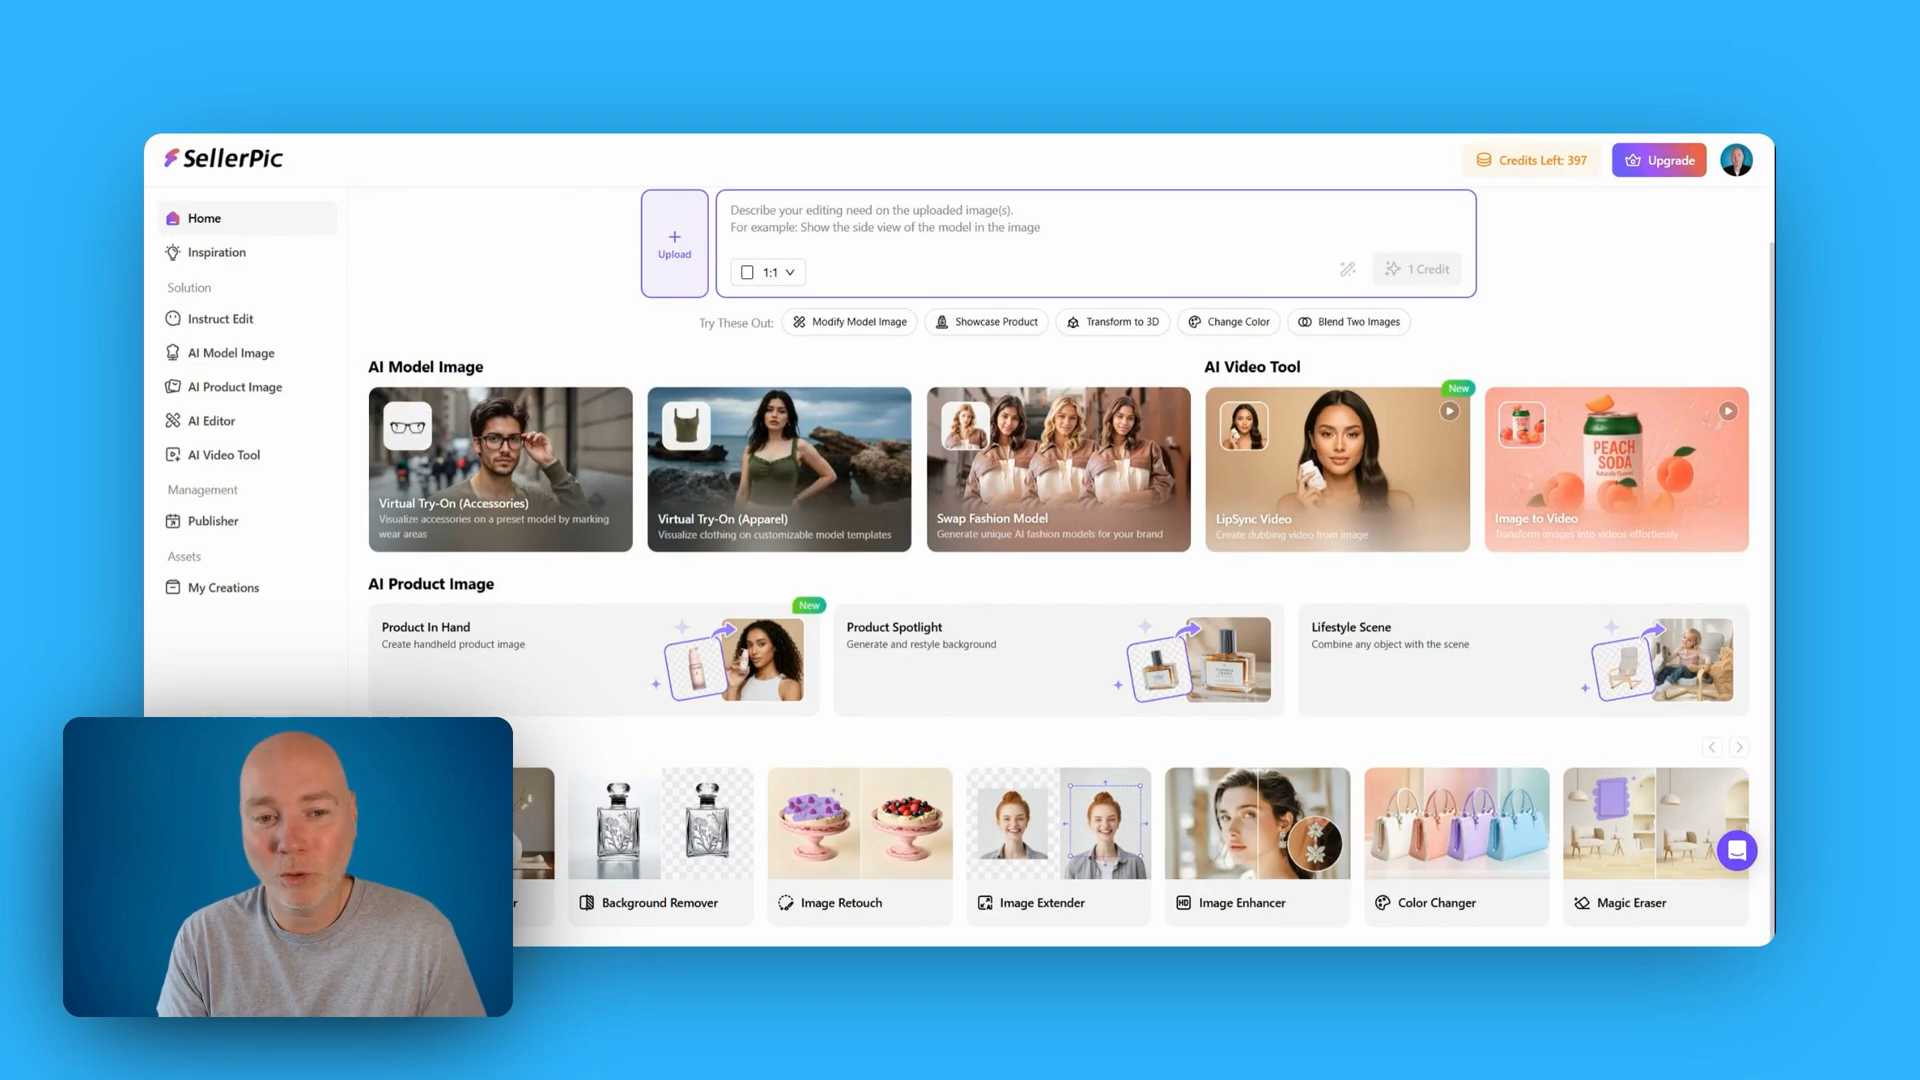 SellerPic
Credits Left: 397
Upgrade
Home
Inspiration
Solution
Instruct Edit
AI Model Image
AI Product Image
AI Editor
AI Video Tool
Management
Publisher
Assets
My Creations
Upload
Describe your editing need on the uploaded image(s).
For example: Show the side view of the model in the image
1:1
1 Credit
Try These Out:
Modify Model Image
Showcase Product
Transform to 3D
Change Color
Blend Two Images
AI Model Image
Virtual Try-On (Accessories)
Visualize accessories on a preset model by marking
wear areas
Virtual Try-On (Apparel)
Visualize clothing on customizable model templates
Swap Fashion Model
Generate unique AI fashion models for your brand
AI Video Tool
New
LipSync Video
Create dubbing video from image
PEACH
SODA
Image to Video
Transform images into videos effortlessly
AI Product Image
New
Product In Hand
Create handheld product image
Product Spotlight
Generate and restyle background
Lifestyle Scene
Combine any object with the scene
r
Background Remover
Image Retouch
Image Extender
HD
Image Enhancer
Color Changer
Magic Eraser